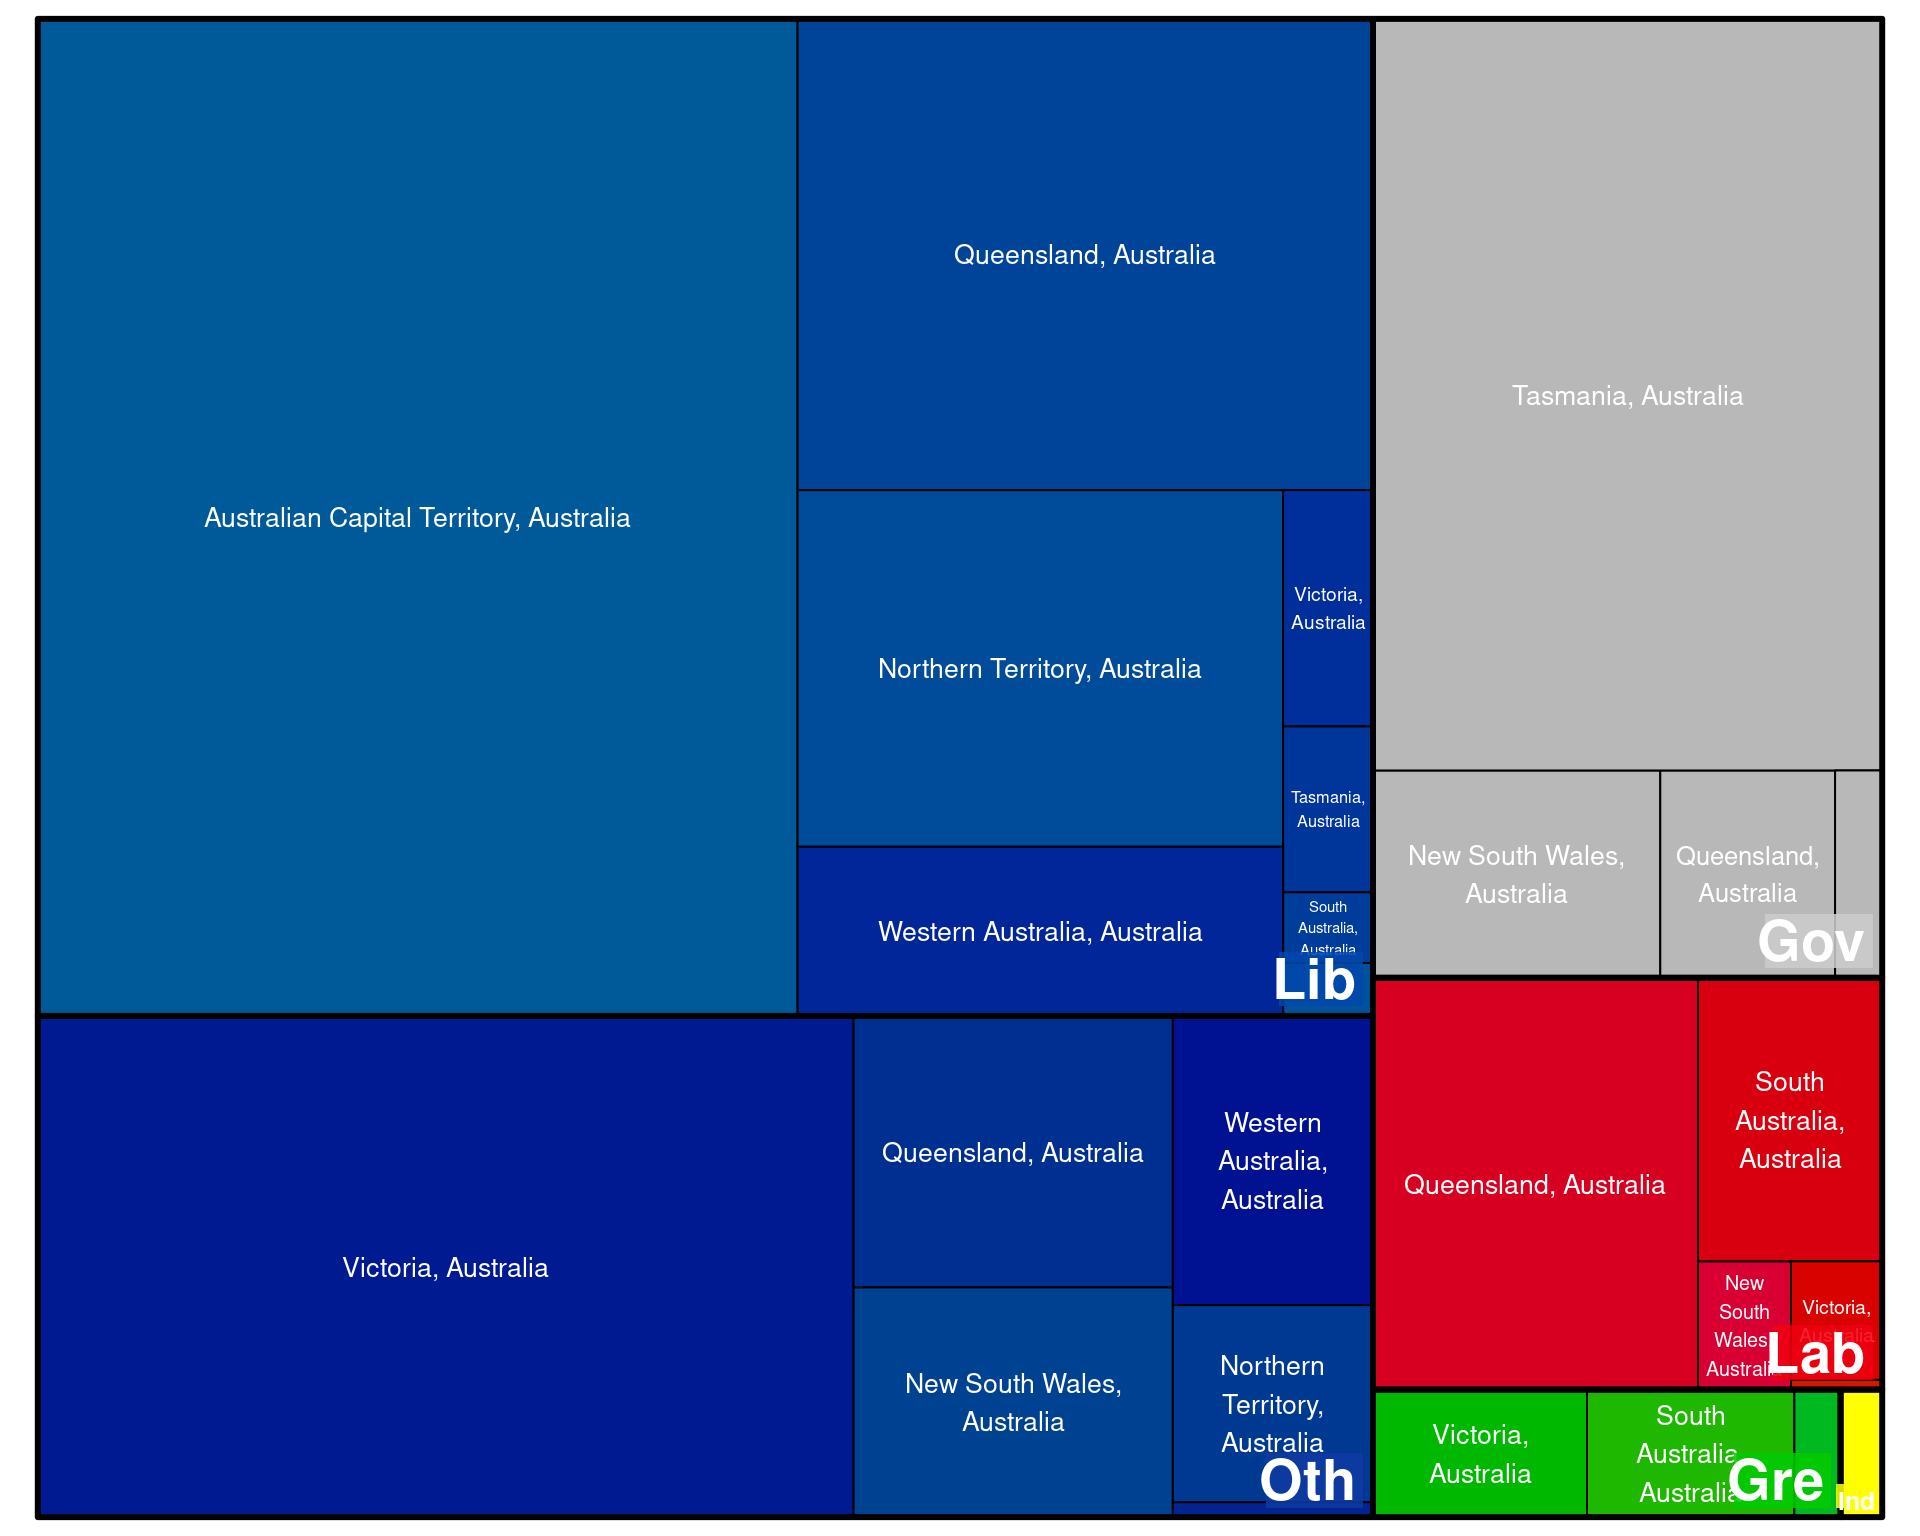 Australian Capital Territory, Australia
Queensland, Australia
Northern Territory, Australia
Victoria,
Australia
Tasmania,
Australia
Western Australia, Australia
South
Australia,
Australia
Lib
Tasmania, Australia
New South Wales,
Australia
Queensland,
Australia
Gov
Victoria, Australia
Queensland, Australia
New South Wales,
Australia
Western
Australia,
Australia
Northern
Territory,
Australia
Oth
Queensland, Australia
South
Australia,
Australia
New
South
Wales,
Australia
Victoria,
Australia
Lab
Victoria,
Australia
South
Australia,
Australia
Gre
Ind